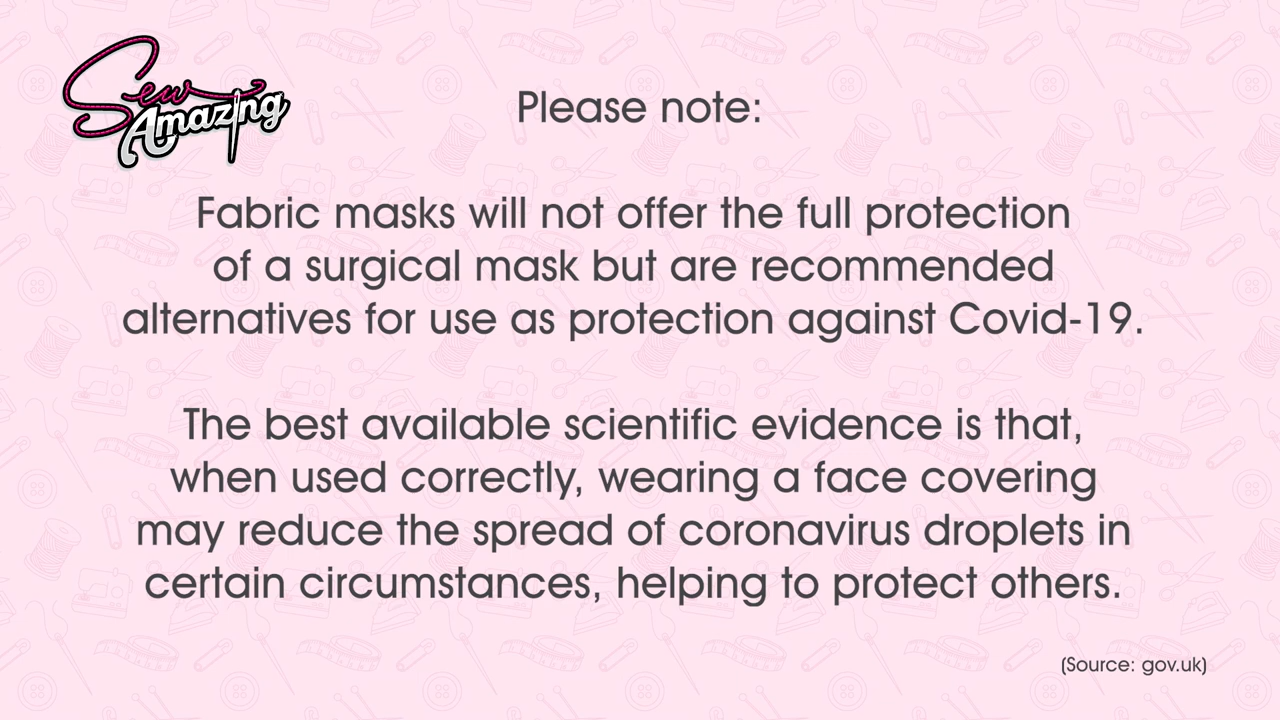 Sew
Amazing
Please note:
Fabric masks will not offer the full protection
of a surgical mask but are recommended
alternatives for use as protection against Covid-19.
The best available scientific evidence is that,
when used correctly, wearing a face covering
may reduce the spread of coronavirus droplets in
certain circumstances, helping to protect others.
(Source: gov.uk)